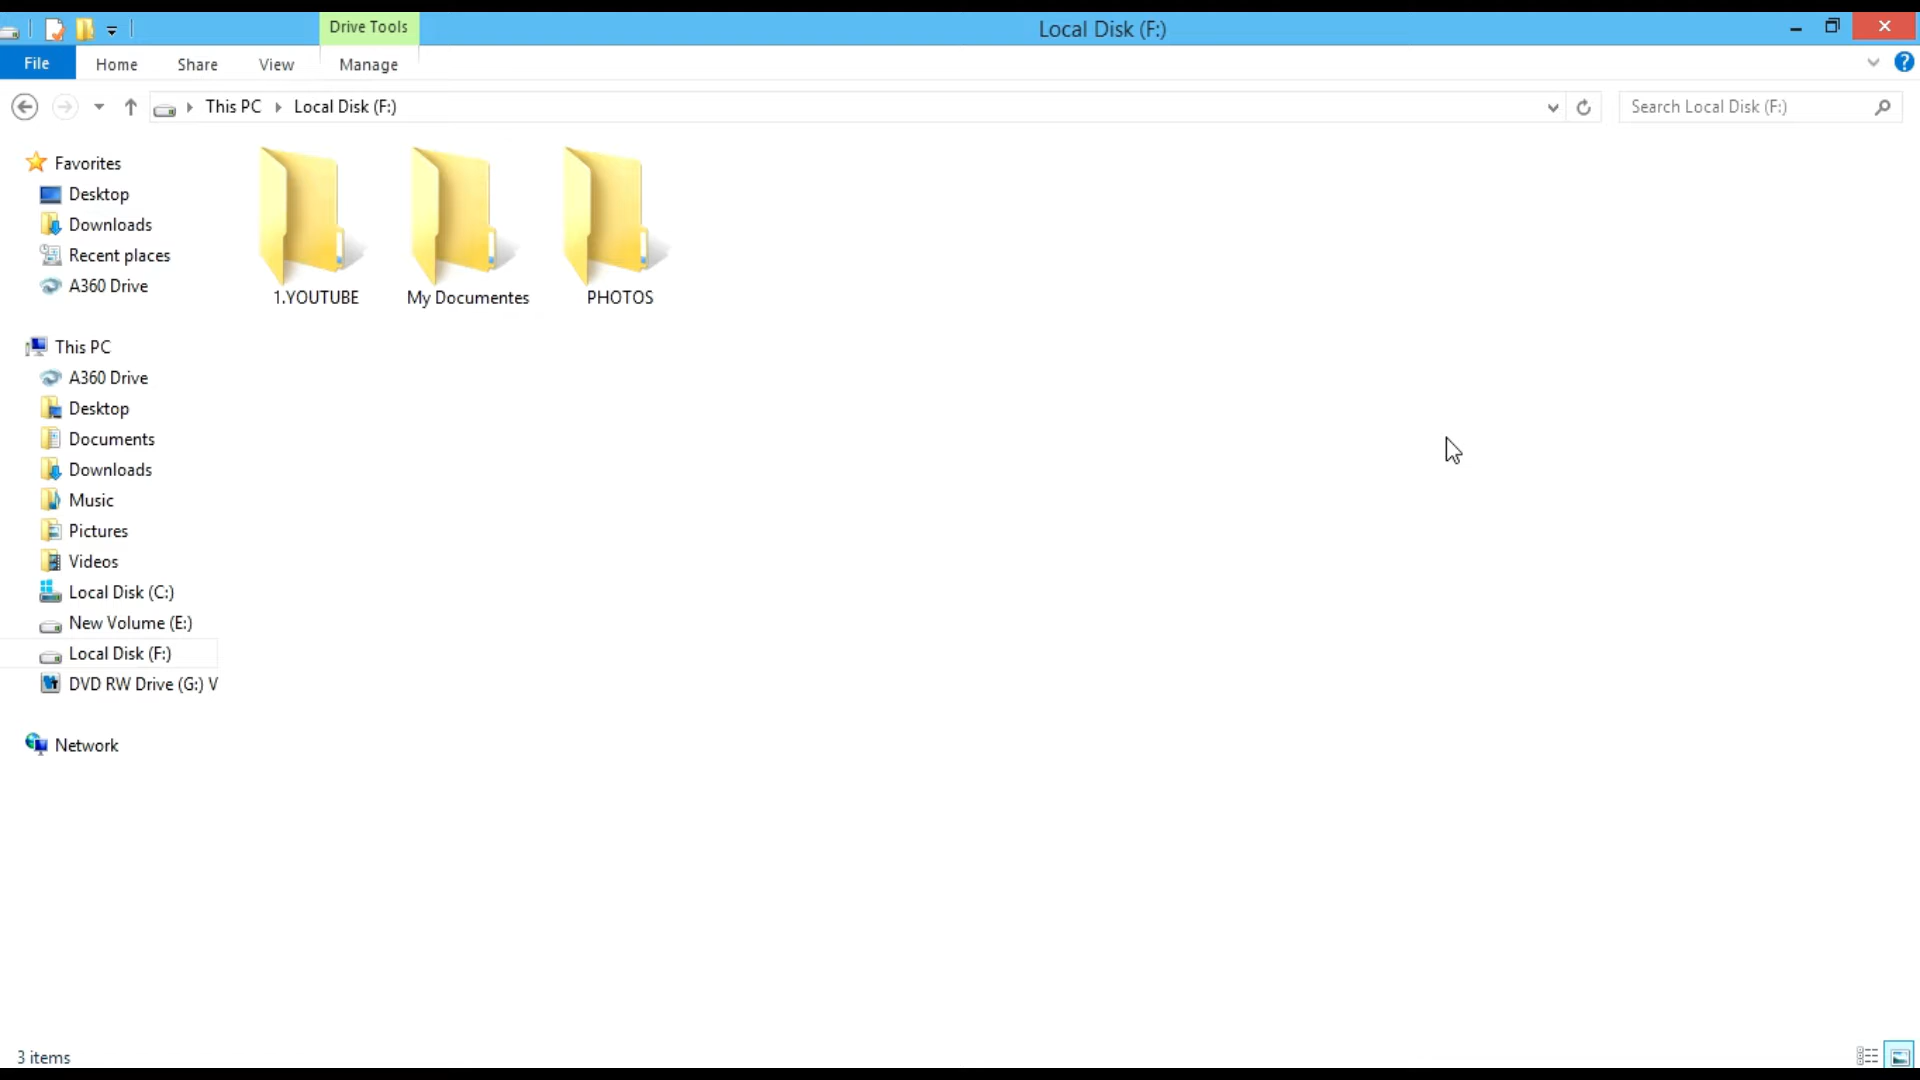 Drive Tools
Local Disk (F:)
File
Home
Share
View
Manage
This PC
Local Disk (F:)
Search Local Disk (F:)
Favorites
Desktop
Downloads
Recent places
A360 Drive
1.YOUTUBE
My Documentes
PHOTOS
This PC
A360 Drive
Desktop
Documents
Downloads
Music
Pictures
Videos
Local Disk (C:)
New Volume (E:)
Local Disk (F:)
DVD RW Drive (G:) V
Network
3 items